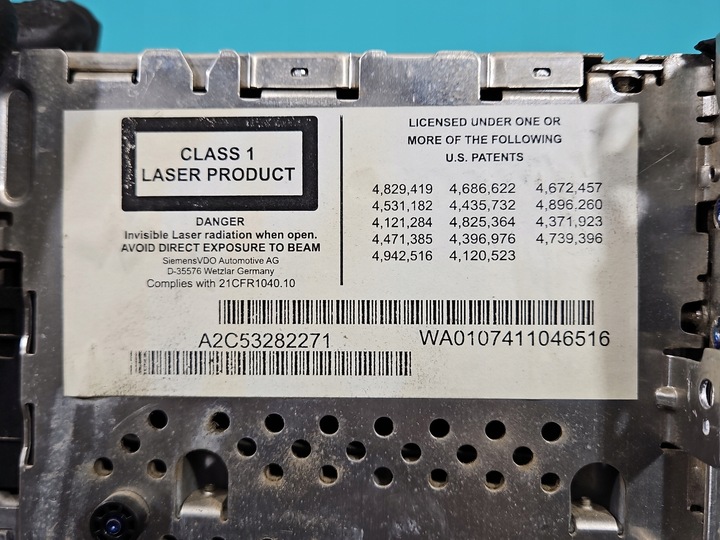 CLASS 1
LASER PRODUCT
DANGER
Invisible Laser radiation when open.
AVOID DIRECT EXPOSURE TO BEAM
SiemensVDO Automotive AG
D-35576 Wetzlar Germany
Complies with 21CFR1040.10
LICENSED UNDER ONE OR
MORE OF THE FOLLOWING
U.S. PATENTS
4,829,419 4,686,622 4,672,457
4,531,182 4,435,732 4,896,260
4,121,284 4,825,364 4,371,923
4,471,385 4,396,976 4,739,396
4,942,516 4,120,523
A2C53282271 WA0107411046516